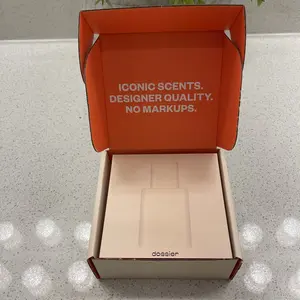 ICONIC SCENTS.
DESIGNER QUALITY.
NO MARKUPS.
dossier